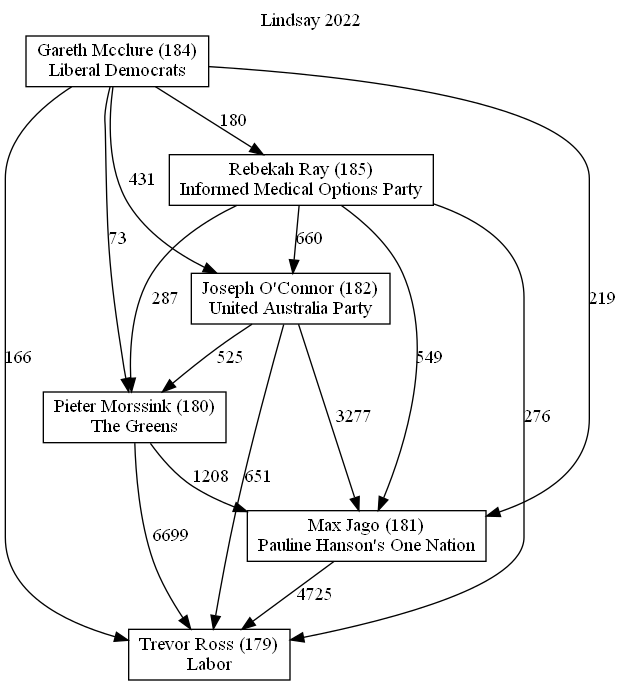 Lindsay 2022
Gareth Mcclure (184)
Liberal Democrats
180
Rebekah Ray (185)
Informed Medical Options Party
431
73
660
287
219
Joseph O'Connor (182)
United Australia Party
166
525
549
276
Pieter Morssink (180)
The Greens
3277
1208
651
Max Jago (181)
Pauline Hanson's One Nation
6699
4725
Trevor Ross (179)
Labor